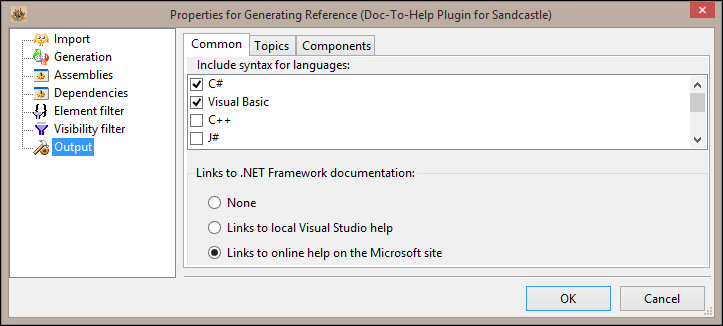 Properties for Generating Reference (Doc-To-Help Plugin for Sandcastle)
Import
Generation
Assemblies
Dependencies
Element filter
Visibility filter
Output
Common Topics Components
Include syntax for languages:
C#
Visual Basic
C++
J#
Links to .NET Framework documentation:
None
Links to local Visual Studio help
Links to online help on the Microsoft site
OK Cancel